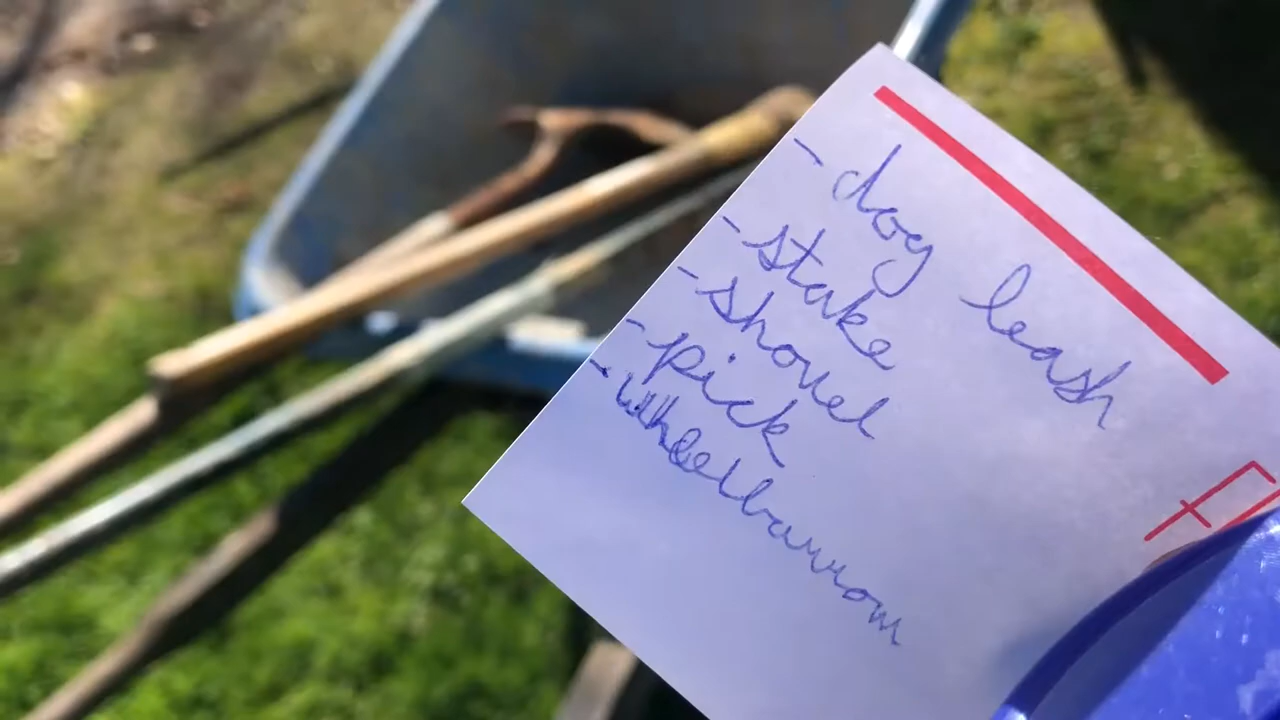 - dog leash
- stake
- shovel
- pick
- wheelbarrow